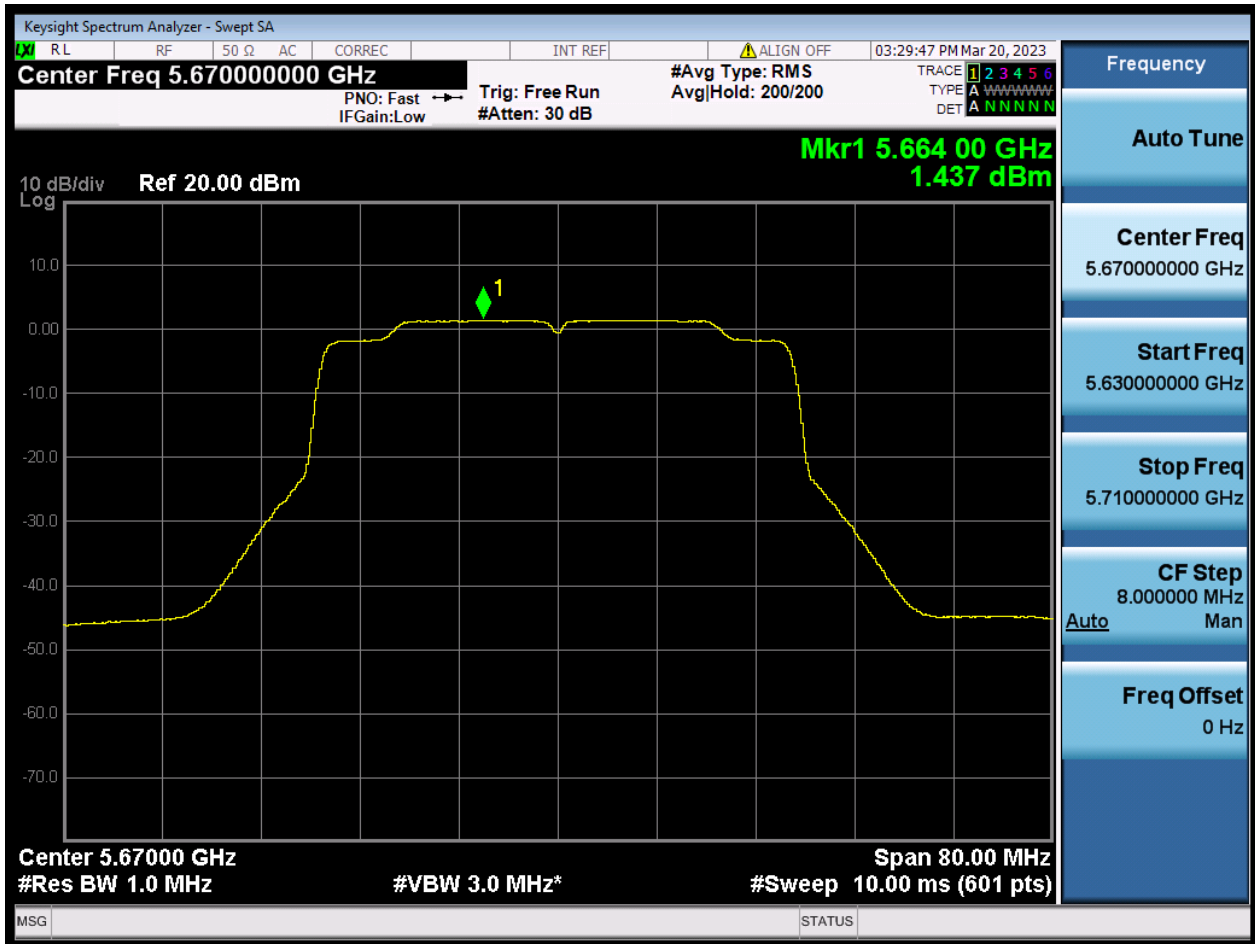 Keysight Spectrum Analyzer - Swept SA
LXI RL RF 50 Ω AC CORREC INT REF ALIGN OFF 03:29:47 PM Mar 20, 2023
Center Freq 5.670000000 GHz
PNO: Fast
IFGain:Low
Trig: Free Run
#Atten: 30 dB
#Avg Type: RMS
Avg|Hold: 200/200
TRACE 1 2 3 4 5 6
TYPE A WWWWW
DET A N N N N N
Mkr1 5.664 00 GHz
1.437 dBm
10 dB/div Ref 20.00 dBm
Log
10.0
0.00
-10.0
-20.0
-30.0
-40.0
-50.0
-60.0
-70.0
1
Center 5.67000 GHz Span 80.00 MHz
#Res BW 1.0 MHz #VBW 3.0 MHz* #Sweep 10.00 ms (601 pts)
MSG STATUS
Frequency
Auto Tune
Center Freq
5.670000000 GHz
Start Freq
5.630000000 GHz
Stop Freq
5.710000000 GHz
CF Step
8.000000 MHz
Auto Man
Freq Offset
0 Hz